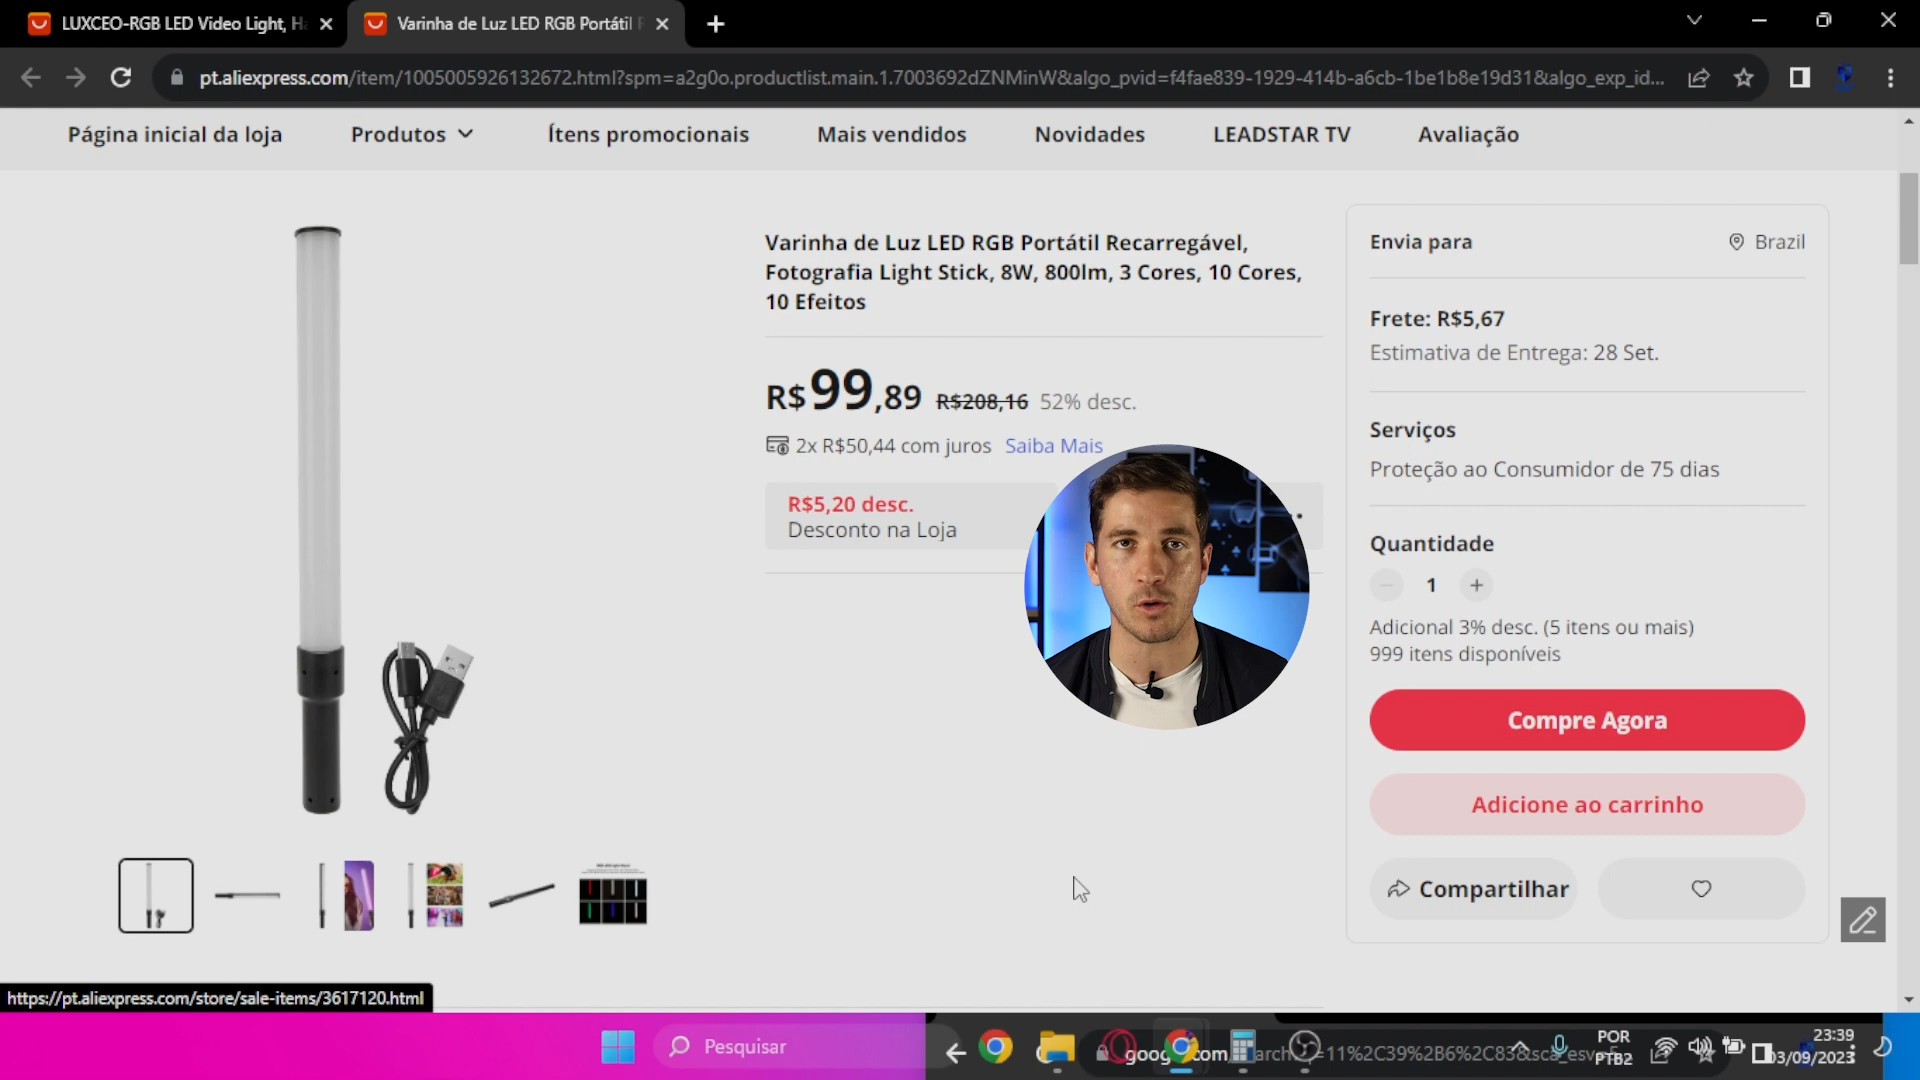 LUXCEO-RGB LED Video Light, Ha
Varinha de Luz LED RGB Portátil R
pt.aliexpress.com/item/1005005926132672.html?spm=a2g0o.productlist.main.1.7003692dZNMinW&algo_pvid=f4fae839-1929-414b-a6cb-1be1b8e19d31&algo_exp_id...
Página inicial da loja Produtos Ítens promocionais Mais vendidos Novidades LEADSTAR TV Avaliação
Varinha de Luz LED RGB Portátil Recarregável,
Fotografia Light Stick, 8W, 800lm, 3 Cores, 10 Cores,
10 Efeitos
R$99,89 R$208,16 52% desc.
2x R$50,44 com juros Saiba Mais
R$5,20 desc.
Desconto na Loja
Envia para Brazil
Frete: R$5,67
Estimativa de Entrega: 28 Set.
Serviços
Proteção ao Consumidor de 75 dias
Quantidade
1
Adicional 3% desc. (5 itens ou mais)
999 itens disponíveis
Compre Agora
Adicione ao carrinho
Compartilhar
https://pt.aliexpress.com/store/sale-items/3617120.html
Pesquisar
POR
PTB2
23:39
03/09/2023